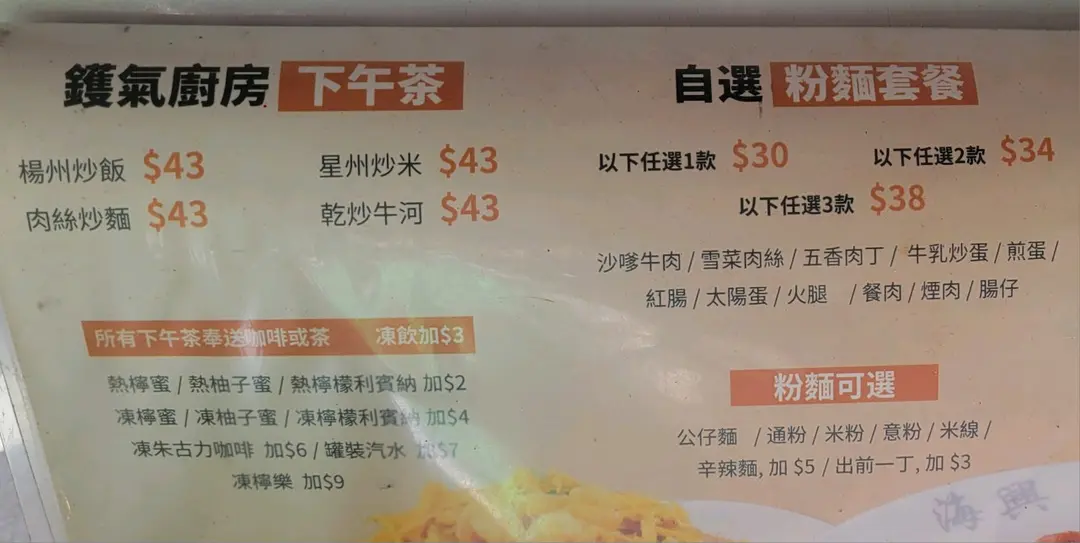 鑊氣廚房 下午茶
楊州炒飯 $43 星州炒米 $43
肉絲炒麵 $43 乾炒牛河 $43
所有下午茶奉送咖啡或茶 凍飲加$3
熱檸蜜 / 熱柚子蜜 / 熱檸檬利賓納 加$2
凍檸蜜 / 凍柚子蜜 / 凍檸檬利賓納 加$4
凍朱古力咖啡 加$6 / 罐裝汽水 加$7
凍檸樂 加$9
自選 粉麵套餐
以下任選1款 $30 以下任選2款 $34
以下任選3款 $38
沙嗲牛肉 / 雪菜肉絲 / 五香肉丁 / 牛乳炒蛋 / 煎蛋 /
紅腸 / 太陽蛋 / 火腿 / 餐肉 / 煙肉 / 腸仔
粉麵可選
公仔麵 / 通粉 / 米粉 / 意粉 / 米線 /
辛辣麵, 加 $5 / 出前一丁, 加 $3
海興